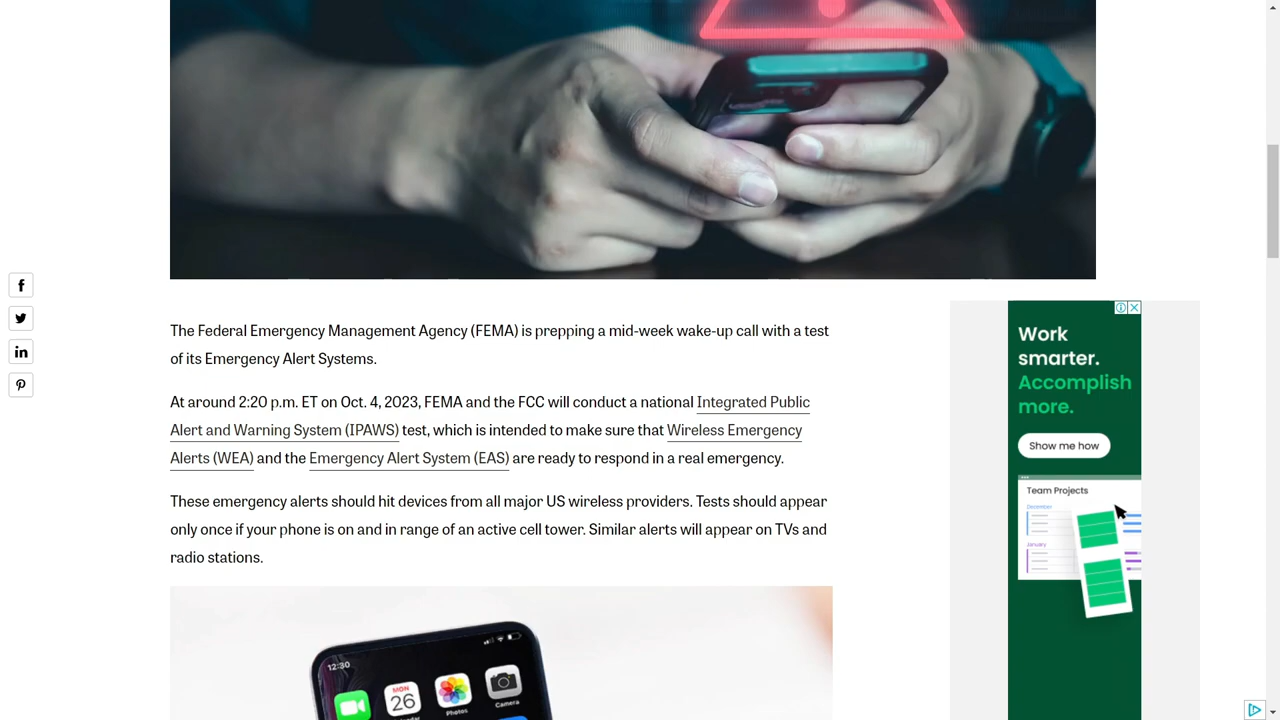 The Federal Emergency Management Agency (FEMA) is prepping a mid-week wake-up call with a test
of its Emergency Alert Systems.
At around 2:20 p.m. ET on Oct. 4, 2023, FEMA and the FCC will conduct a national Integrated Public
Alert and Warning System (IPAWS) test, which is intended to make sure that Wireless Emergency
Alerts (WEA) and the Emergency Alert System (EAS) are ready to respond in a real emergency.
These emergency alerts should hit devices from all major US wireless providers. Tests should appear
only once if your phone is on and in range of an active cell tower. Similar alerts will appear on TVs and
radio stations.
12:30
MON
26
Photos
Camera
Work
smarter.
Accomplish
more.
Show me how
Team Projects
December
January